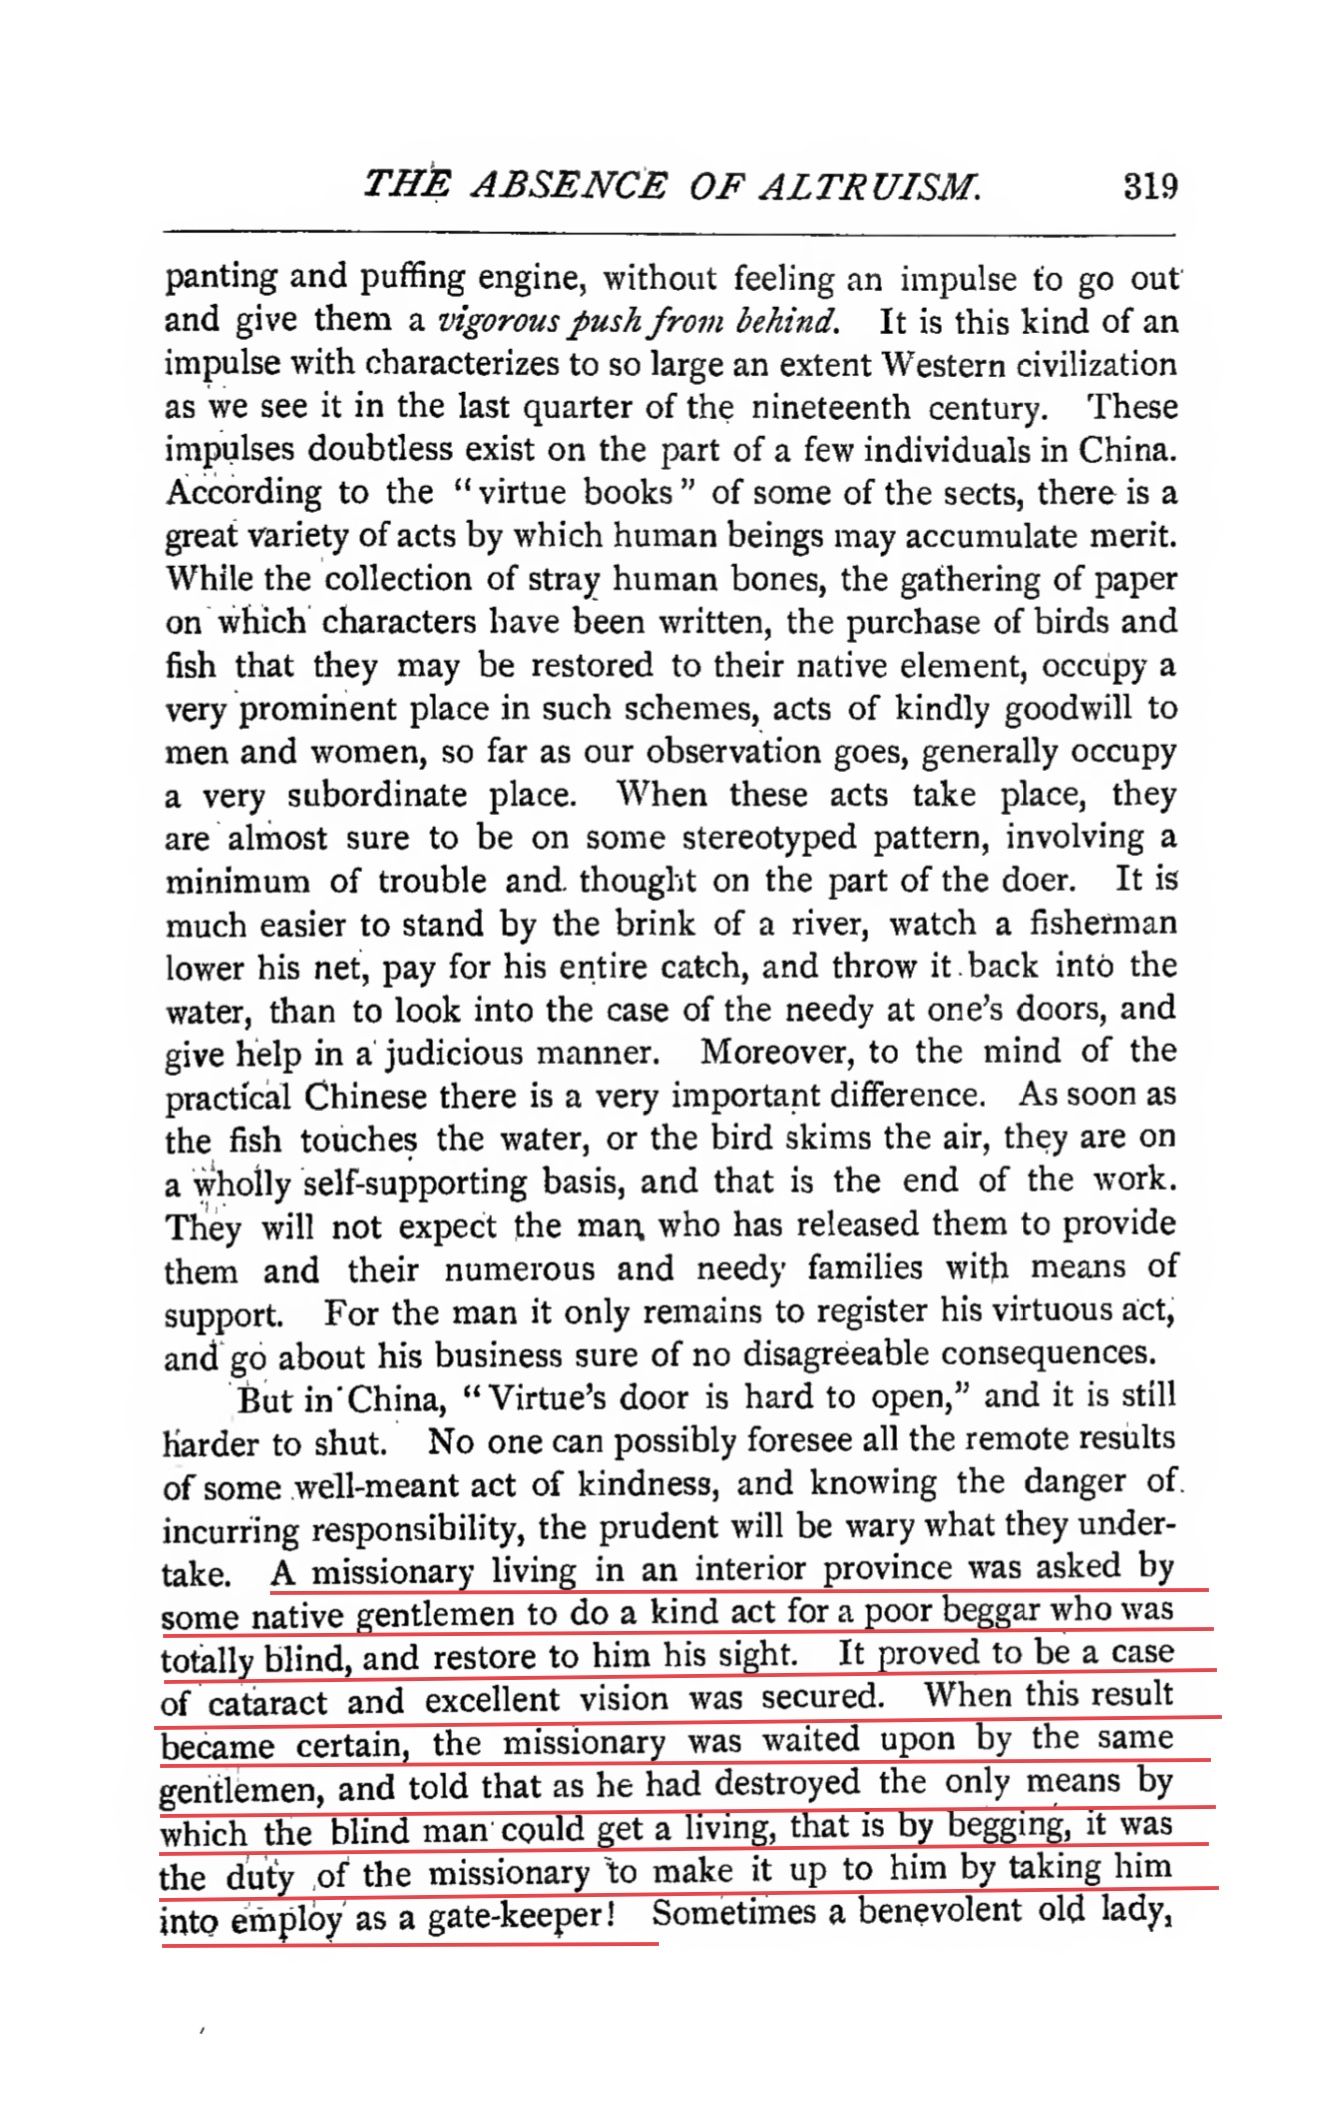 THE ABSENCE OF ALTRUISM. 319
panting and puffing engine, without feeling an impulse to go out
and give them a vigorous push from behind. It is this kind of an
impulse with characterizes to so large an extent Western civilization
as we see it in the last quarter of the nineteenth century. These
impulses doubtless exist on the part of a few individuals in China.
According to the “virtue books” of some of the sects, there is a
great variety of acts by which human beings may accumulate merit.
While the collection of stray human bones, the gathering of paper
on which characters have been written, the purchase of birds and
fish that they may be restored to their native element, occupy a
very prominent place in such schemes, acts of kindly goodwill to
men and women, so far as our observation goes, generally occupy
a very subordinate place. When these acts take place, they
are almost sure to be on some stereotyped pattern, involving a
minimum of trouble and thought on the part of the doer. It is
much easier to stand by the brink of a river, watch a fisherman
lower his net, pay for his entire catch, and throw it back into the
water, than to look into the case of the needy at one’s doors, and
give help in a judicious manner. Moreover, to the mind of the
practical Chinese there is a very important difference. As soon as
the fish touches the water, or the bird skims the air, they are on
a wholly self-supporting basis, and that is the end of the work.
They will not expect the man who has released them to provide
them and their numerous and needy families with means of
support. For the man it only remains to register his virtuous act,
and go about his business sure of no disagreeable consequences.
But in China, “Virtue’s door is hard to open,” and it is still
harder to shut. No one can possibly foresee all the remote results
of some well-meant act of kindness, and knowing the danger of
incurring responsibility, the prudent will be wary what they under-
take. A missionary living in an interior province was asked by
some native gentlemen to do a kind act for a poor beggar who was
totally blind, and restore to him his sight. It proved to be a case
of cataract and excellent vision was secured. When this result
became certain, the missionary was waited upon by the same
gentlemen, and told that as he had destroyed the only means by
which the blind man could get a living, that is by begging, it was
the duty of the missionary to make it up to him by taking him
into employ as a gate-keeper! Sometimes a benevolent old lady,